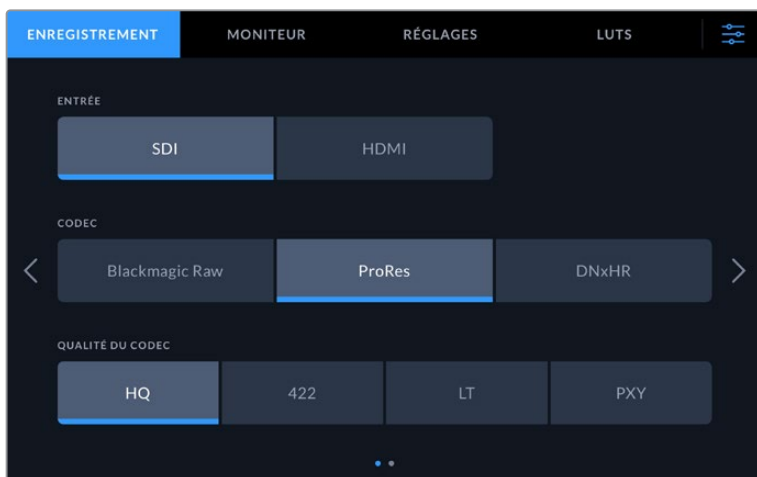 ENREGISTREMENT MONITEUR RÉGLAGES LUTS
ENTRÉE
SDI HDMI
CODEC
Blackmagic Raw ProRes DNxHR
QUALITÉ DU CODEC
HQ 422 LT PXY